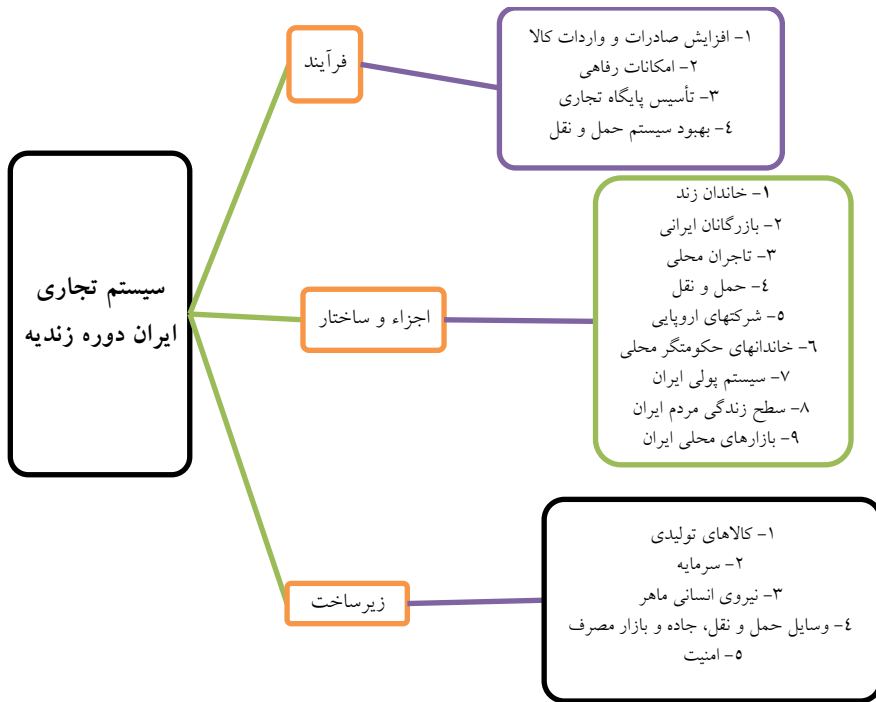 سیستم تجاری
ایران دوره زندیه
فرآیند
۱- افزایش صادرات و واردات کالا
۲- امکانات رفاهی
۳- تأسیس پایگاه تجاری
٤- بهبود سیستم حمل و نقل
اجزاء و ساختار
۱- خاندان زند
۲- بازرگانان ایرانی
۳- تاجران محلی
٤- حمل و نقل
٥- شرکتهای اروپایی
٦- خاندانهای حکومتگر محلی
۷- سیستم پولی ایران
۸- سطح زندگی مردم ایران
۹- بازارهای محلی ایران
زیرساخت
۱- کالاهای تولیدی
۲- سرمایه
۳- نیروی انسانی ماهر
٤- وسایل حمل و نقل، جاده و بازار مصرف
٥- امنیت